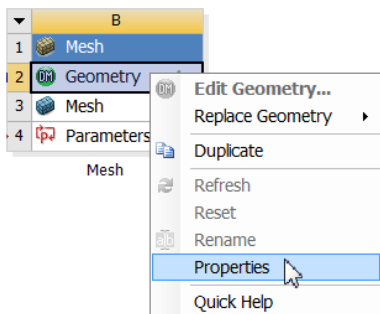 B
1 Mesh
2 Geometry
3 Mesh
4 Parameters
Mesh
Edit Geometry...
Replace Geometry
Duplicate
Refresh
Reset
Rename
Properties
Quick Help